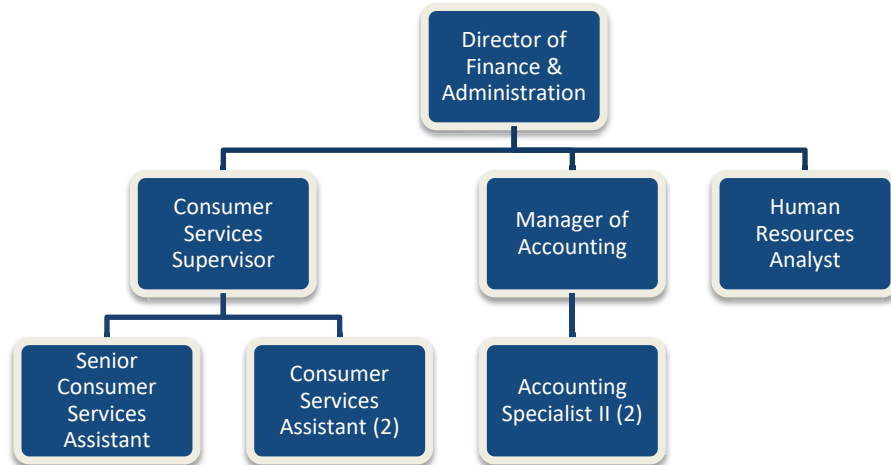 Director of
Finance &
Administration
Consumer
Services
Supervisor
Manager of
Accounting
Human
Resources
Analyst
Senior
Consumer
Services
Assistant
Consumer
Services
Assistant (2)
Accounting
Specialist II (2)